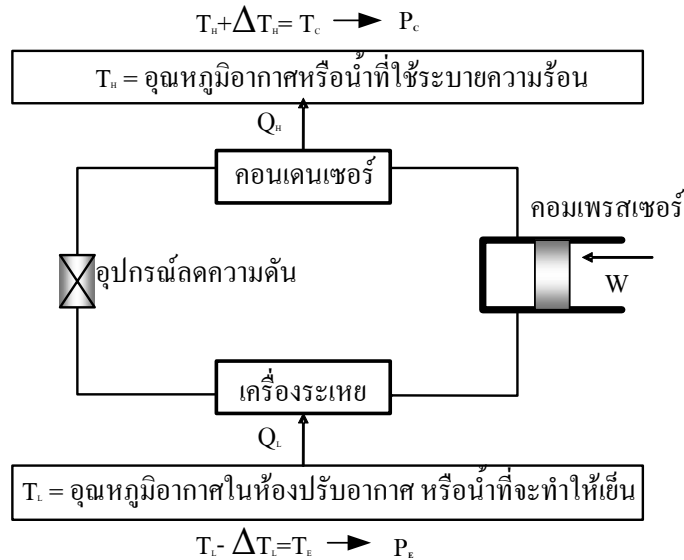 T_H+ΔT_H= T_C → P_C
T_H = อุณหภูมิอากาศหรือน้ำที่ใช้ระบายความร้อน
Q_H
คอนเดนเซอร์
คอมเพรสเซอร์
W
อุปกรณ์ลดความดัน
เครื่องระเหย
Q_L
T_L = อุณหภูมิอากาศในห้องปรับอากาศ หรือน้ำที่จะทำให้เย็น
T_L- ΔT_L=T_E → P_E